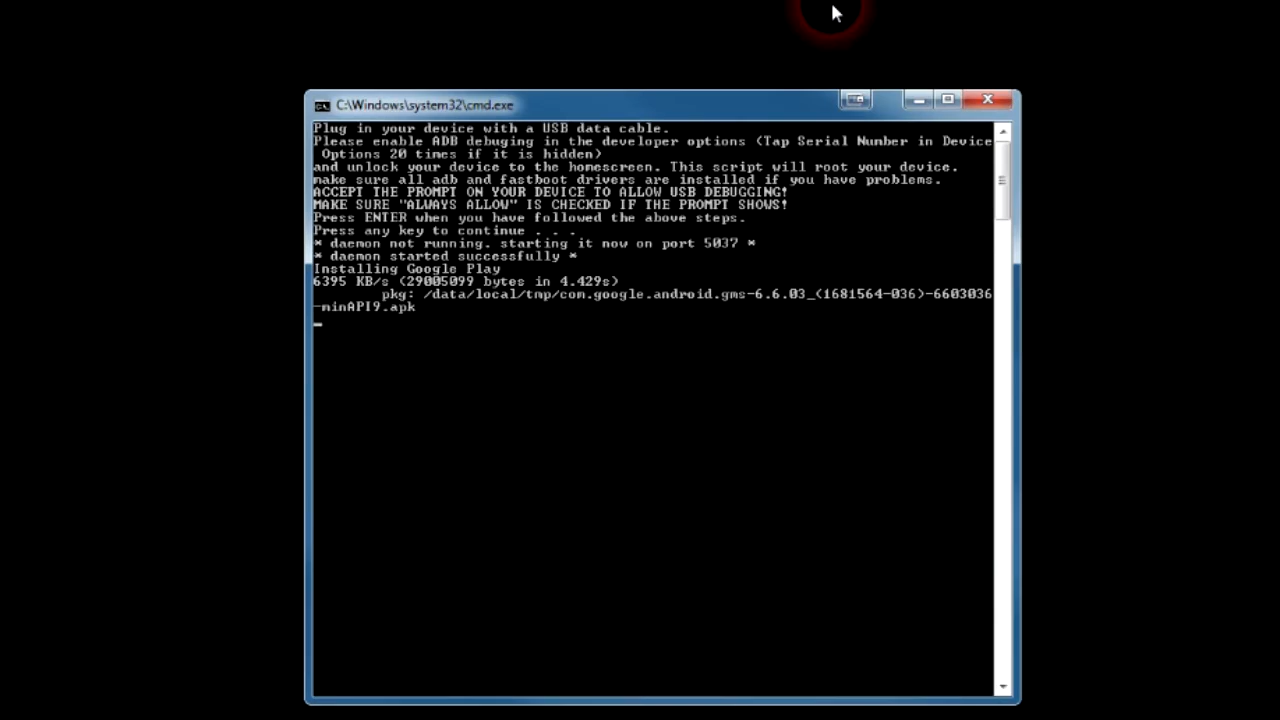 C:\Windows\system32\cmd.exe
Plug in your device with a USB data cable.
Please enable ADB debuging in the developer options (Tap Serial Number in Device
Options 20 times if it is hidden)
and unlock your device to the homescreen. This script will root your device.
make sure all adb and fastboot drivers are installed if you have problems.
ACCEPT THE PROMPT ON YOUR DEVICE TO ALLOW USB DEBUGGING!
MAKE SURE "ALWAYS ALLOW" IS CHECKED IF THE PROMPT SHOWS!
Press ENTER when you have followed the above steps.
Press any key to continue . . .
* daemon not running. starting it now on port 5037 *
* daemon started successfully *
Installing Google Play
6395 KB/s (29005099 bytes in 4.429s)
pkg: /data/local/tmp/com.google.android.gms-6.6.03_(1681564-036)-6603036
-minAPI9.apk